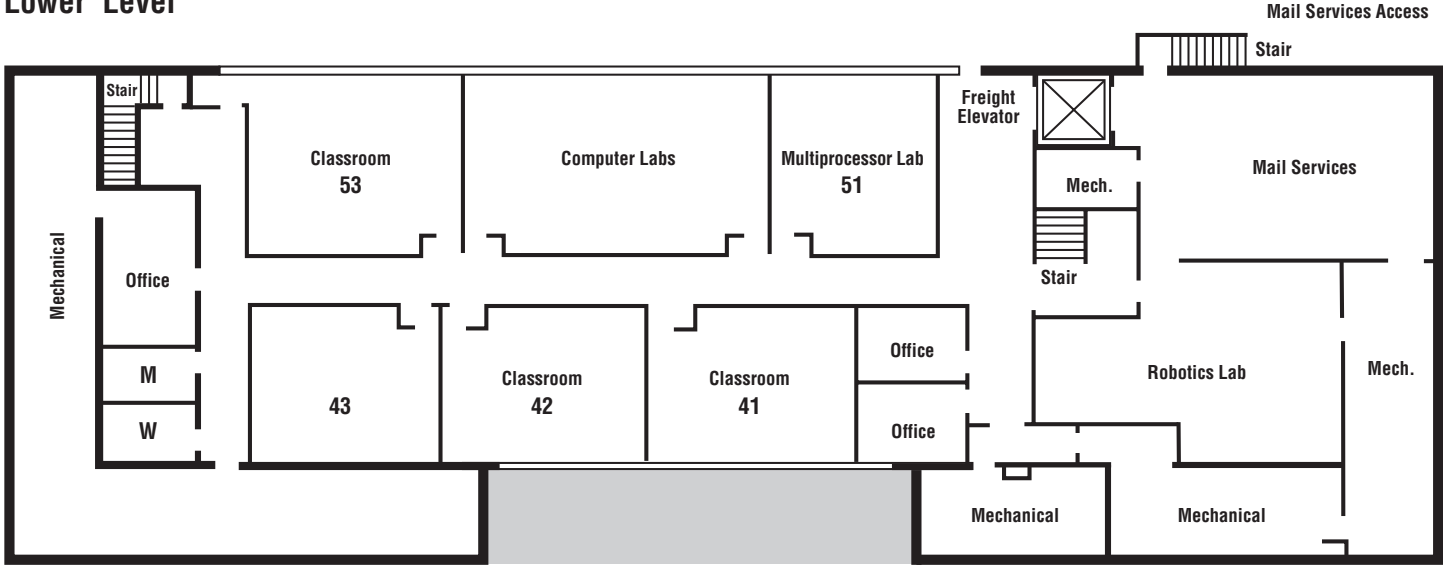 Lower Level
Mail Services Access
Stair
Stair
Freight
Elevator
Classroom
53
Computer Labs
Multiprocessor Lab
51
Mech.
Mail Services
Mechanical
Office
Stair
M
W
43
Classroom
42
Classroom
41
Office
Office
Robotics Lab
Mech.
Mechanical
Mechanical